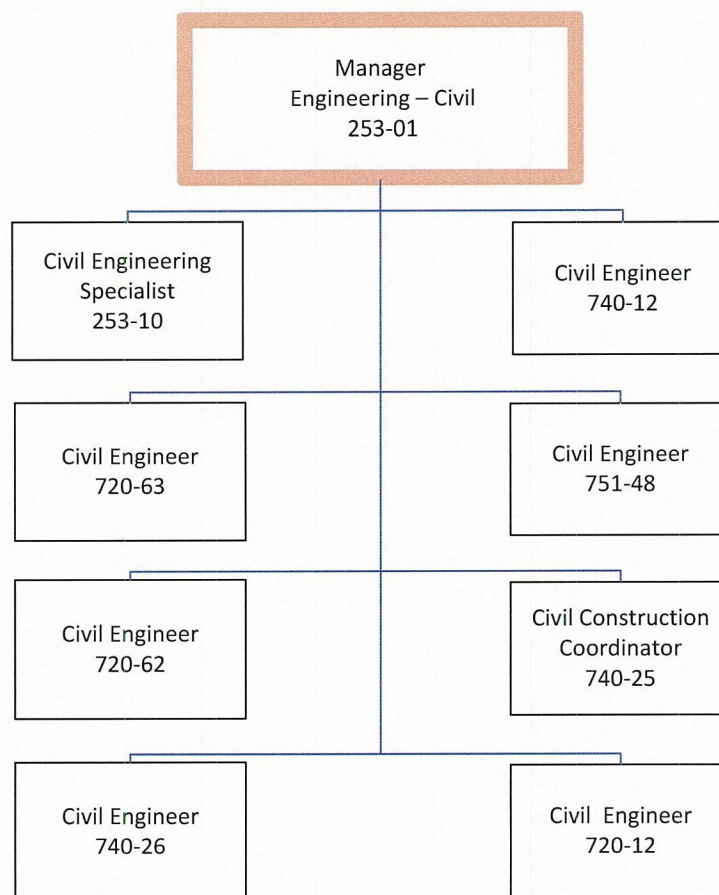 Manager
Engineering – Civil
253-01
Civil Engineering
Specialist
253-10
Civil Engineer
740-12
Civil Engineer
720-63
Civil Engineer
751-48
Civil Engineer
720-62
Civil Construction
Coordinator
740-25
Civil Engineer
740-26
Civil  Engineer
720-12